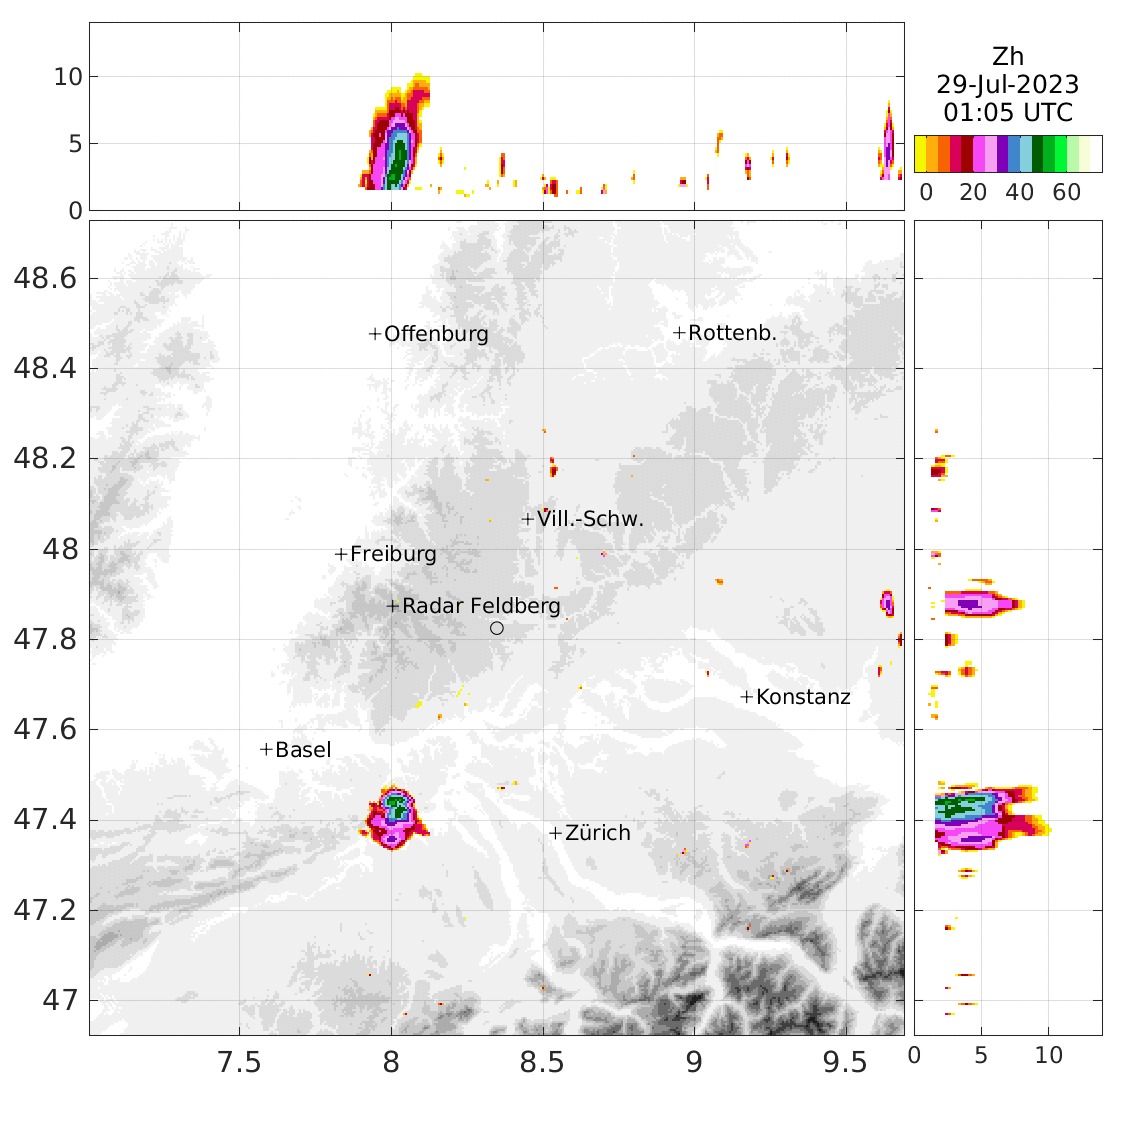 10
5
0
Zh
29-Jul-2023
01:05 UTC
0 20 40 60
48.6
48.4
48.2
48
47.8
47.6
47.4
47.2
47
Offenburg
Rottenb.
Vill.-Schw.
Freiburg
Radar Feldberg
Konstanz
Basel
Zürich
7.5 8 8.5 9 9.5
0 5 10